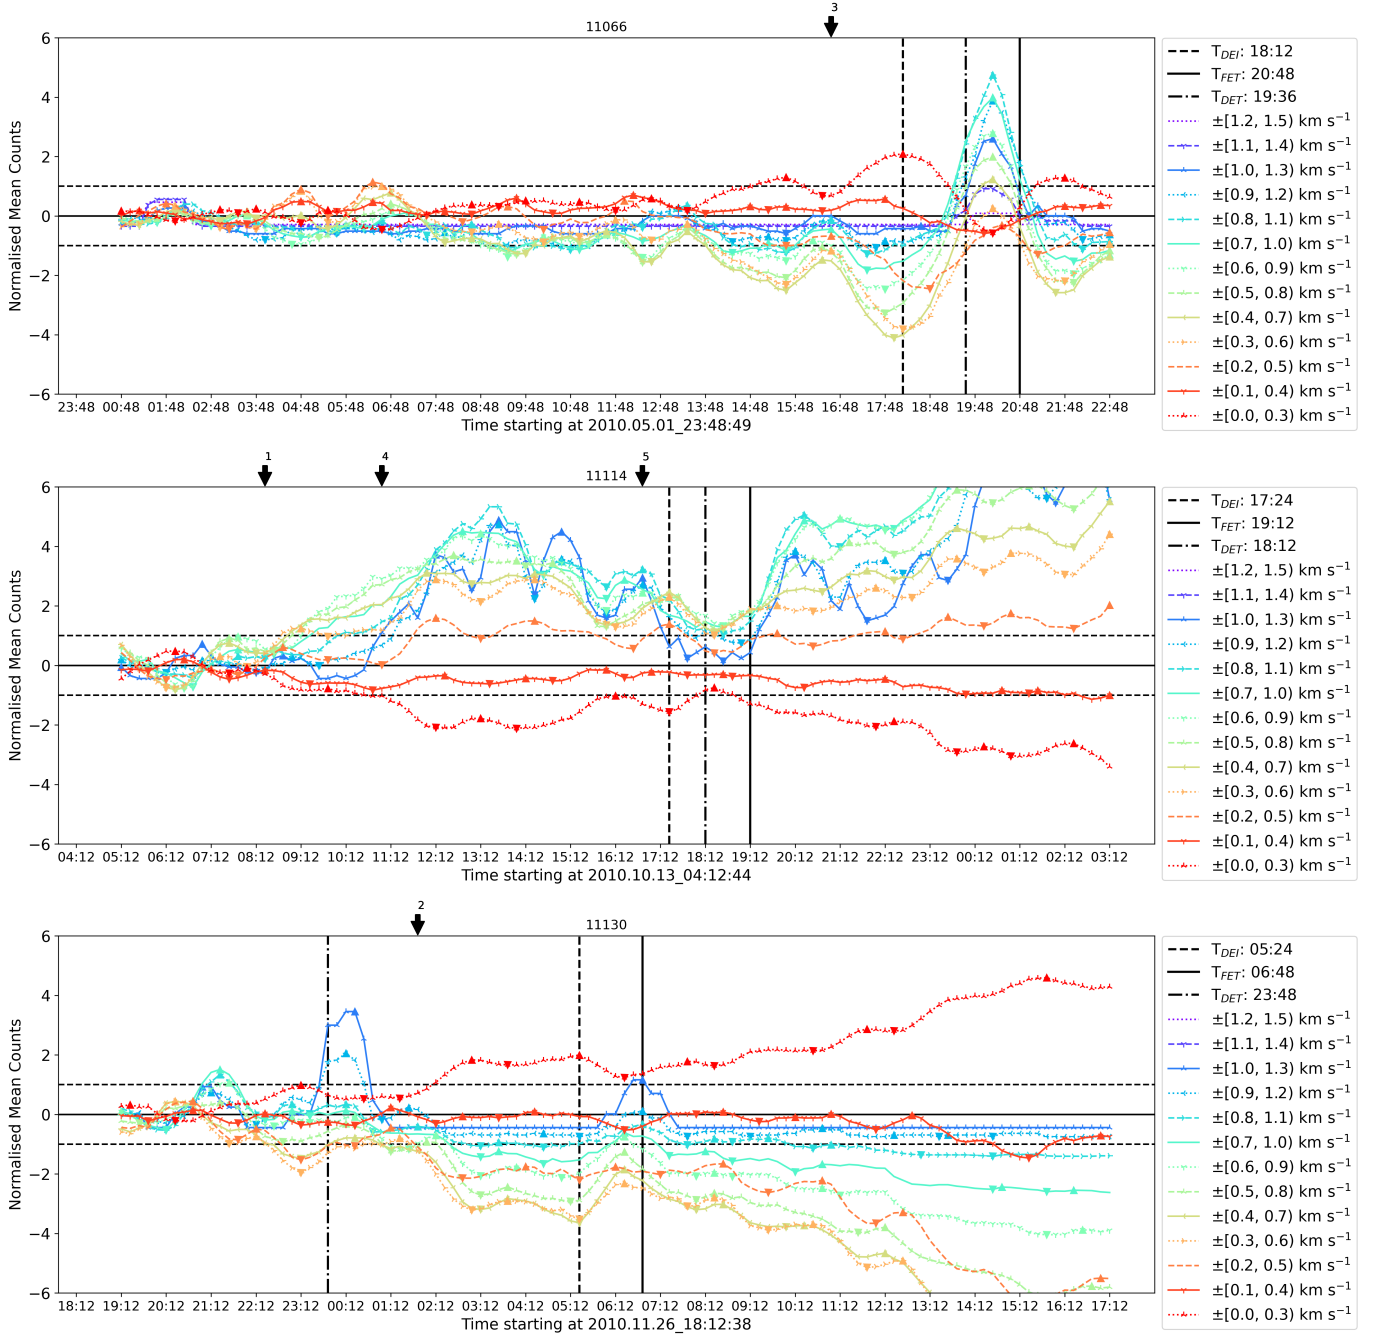 3
11066
Normalised Mean Counts
6
4
2
0
−2
−4
−6
23:48 00:48 01:48 02:48 03:48 04:48 05:48 06:48 07:48 08:48 09:48 10:48 11:48 12:48 13:48 14:48 15:48 16:48 17:48 18:48 19:48 20:48 21:48 22:48
Time starting at 2010.05.01_23:48:49
T_DEI: 18:12
T_FET: 20:48
T_DET: 19:36
±[1.2, 1.5) km s⁻¹
±[1.1, 1.4) km s⁻¹
±[1.0, 1.3) km s⁻¹
±[0.9, 1.2) km s⁻¹
±[0.8, 1.1) km s⁻¹
±[0.7, 1.0) km s⁻¹
±[0.6, 0.9) km s⁻¹
±[0.5, 0.8) km s⁻¹
±[0.4, 0.7) km s⁻¹
±[0.3, 0.6) km s⁻¹
±[0.2, 0.5) km s⁻¹
±[0.1, 0.4) km s⁻¹
±[0.0, 0.3) km s⁻¹
1 4 5
11114
Normalised Mean Counts
6
4
2
0
−2
−4
−6
04:12 05:12 06:12 07:12 08:12 09:12 10:12 11:12 12:12 13:12 14:12 15:12 16:12 17:12 18:12 19:12 20:12 21:12 22:12 23:12 00:12 01:12 02:12 03:12
Time starting at 2010.10.13_04:12:44
T_DEI: 17:24
T_FET: 19:12
T_DET: 18:12
±[1.2, 1.5) km s⁻¹
±[1.1, 1.4) km s⁻¹
±[1.0, 1.3) km s⁻¹
±[0.9, 1.2) km s⁻¹
±[0.8, 1.1) km s⁻¹
±[0.7, 1.0) km s⁻¹
±[0.6, 0.9) km s⁻¹
±[0.5, 0.8) km s⁻¹
±[0.4, 0.7) km s⁻¹
±[0.3, 0.6) km s⁻¹
±[0.2, 0.5) km s⁻¹
±[0.1, 0.4) km s⁻¹
±[0.0, 0.3) km s⁻¹
2
11130
Normalised Mean Counts
6
4
2
0
−2
−4
−6
18:12 19:12 20:12 21:12 22:12 23:12 00:12 01:12 02:12 03:12 04:12 05:12 06:12 07:12 08:12 09:12 10:12 11:12 12:12 13:12 14:12 15:12 16:12 17:12
Time starting at 2010.11.26_18:12:38
T_DEI: 05:24
T_FET: 06:48
T_DET: 23:48
±[1.2, 1.5) km s⁻¹
±[1.1, 1.4) km s⁻¹
±[1.0, 1.3) km s⁻¹
±[0.9, 1.2) km s⁻¹
±[0.8, 1.1) km s⁻¹
±[0.7, 1.0) km s⁻¹
±[0.6, 0.9) km s⁻¹
±[0.5, 0.8) km s⁻¹
±[0.4, 0.7) km s⁻¹
±[0.3, 0.6) km s⁻¹
±[0.2, 0.5) km s⁻¹
±[0.1, 0.4) km s⁻¹
±[0.0, 0.3) km s⁻¹